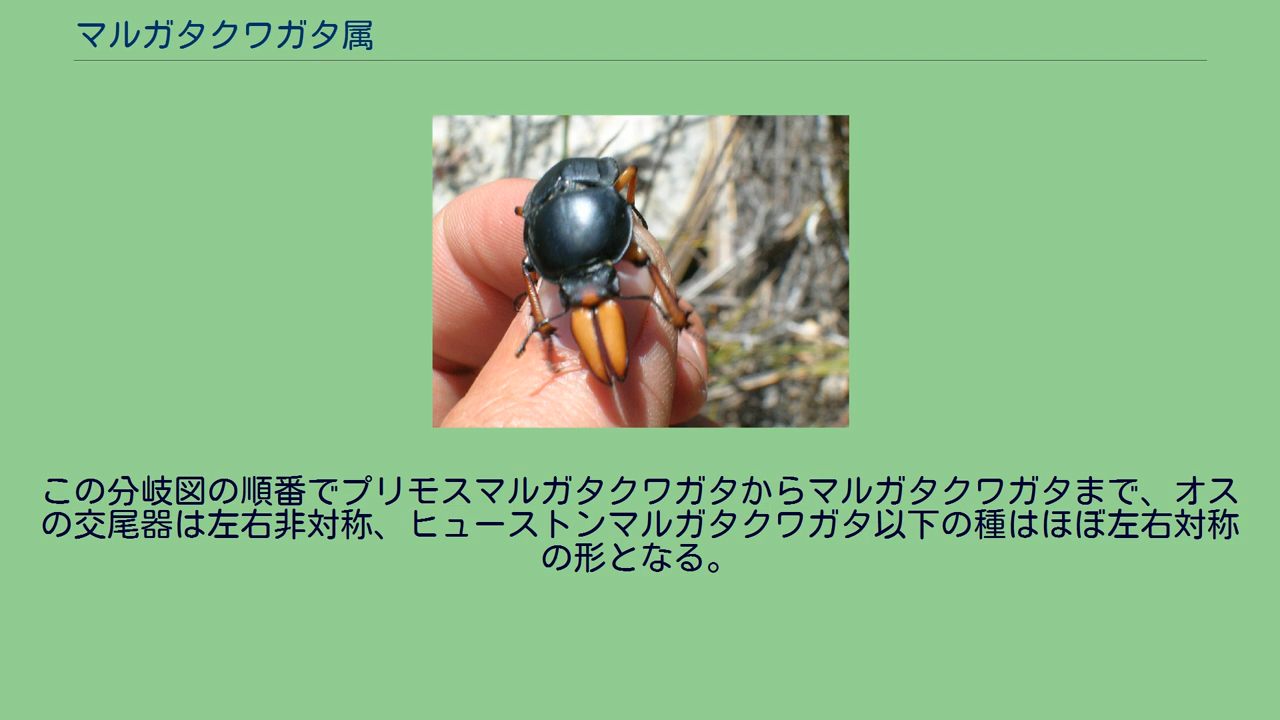 マルガタクワガタ属
この分岐図の順番でプリモスマルガタクワガタからマルガタクワガタまで、オス
の交尾器は左右非対称、ヒューストンマルガタクワガタ以下の種はほぼ左右対称
の形となる。